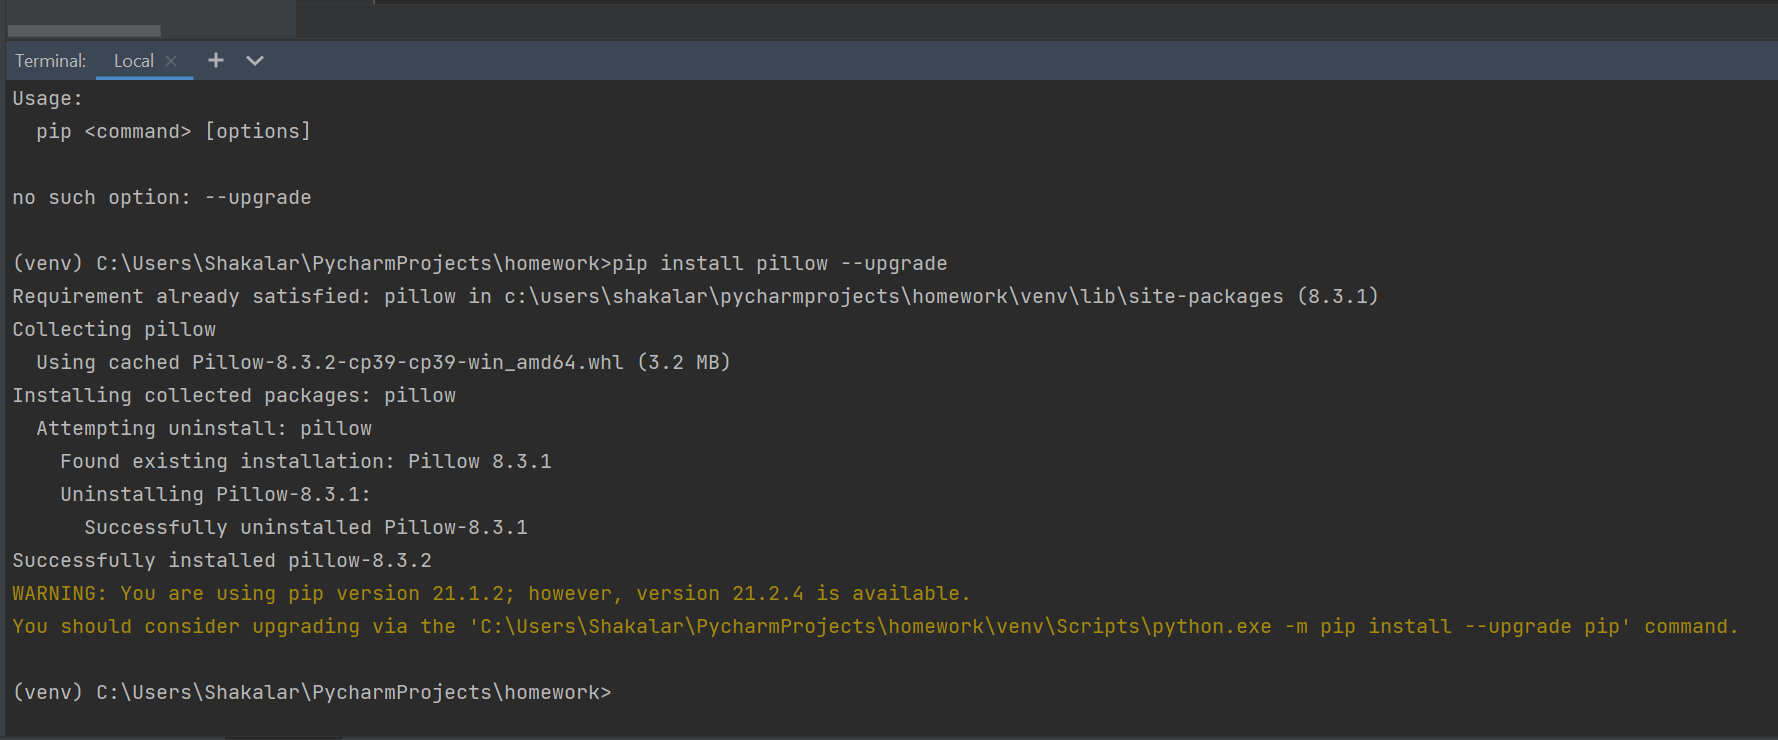 Terminal: Local
Usage:
  pip <command> [options]

no such option: --upgrade

(venv) C:\Users\Shakalar\PycharmProjects\homework>pip install pillow --upgrade
Requirement already satisfied: pillow in c:\users\shakalar\pycharmprojects\homework\venv\lib\site-packages (8.3.1)
Collecting pillow
  Using cached Pillow-8.3.2-cp39-cp39-win_amd64.whl (3.2 MB)
Installing collected packages: pillow
  Attempting uninstall: pillow
    Found existing installation: Pillow 8.3.1
    Uninstalling Pillow-8.3.1:
      Successfully uninstalled Pillow-8.3.1
Successfully installed pillow-8.3.2
WARNING: You are using pip version 21.1.2; however, version 21.2.4 is available.
You should consider upgrading via the 'C:\Users\Shakalar\PycharmProjects\homework\venv\Scripts\python.exe -m pip install --upgrade pip' command.

(venv) C:\Users\Shakalar\PycharmProjects\homework>